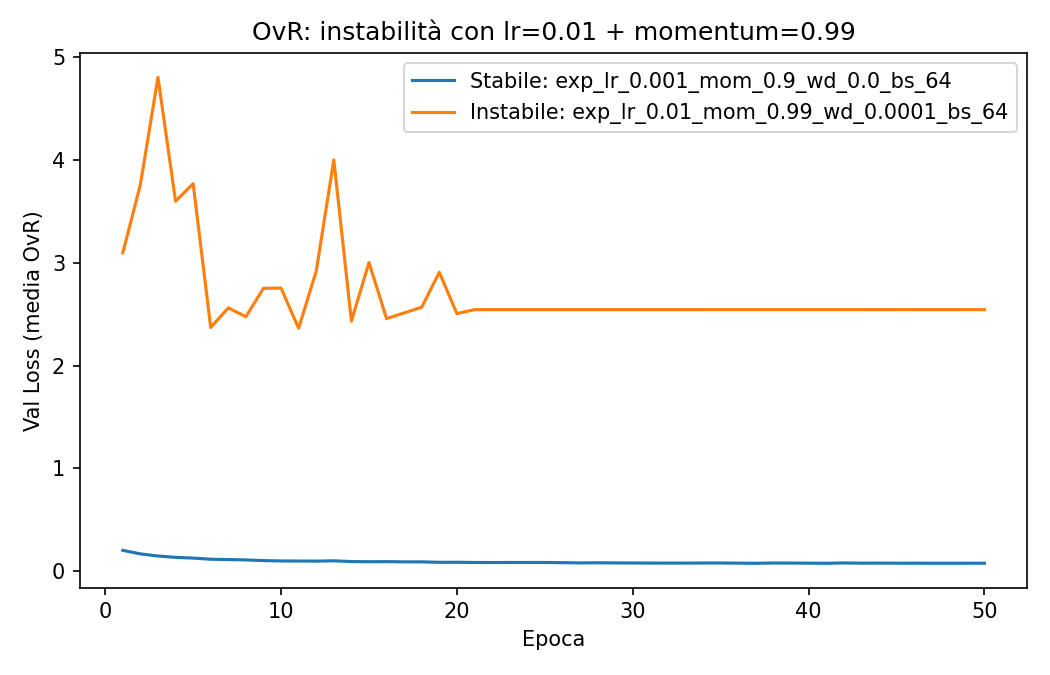 OvR: instabilità con lr=0.01 + momentum=0.99
Stabile: exp_lr_0.001_mom_0.9_wd_0.0_bs_64
Instabile: exp_lr_0.01_mom_0.99_wd_0.0001_bs_64
Val Loss (media OvR)
5
4
3
2
1
0
0
10
20
30
40
50
Epoca